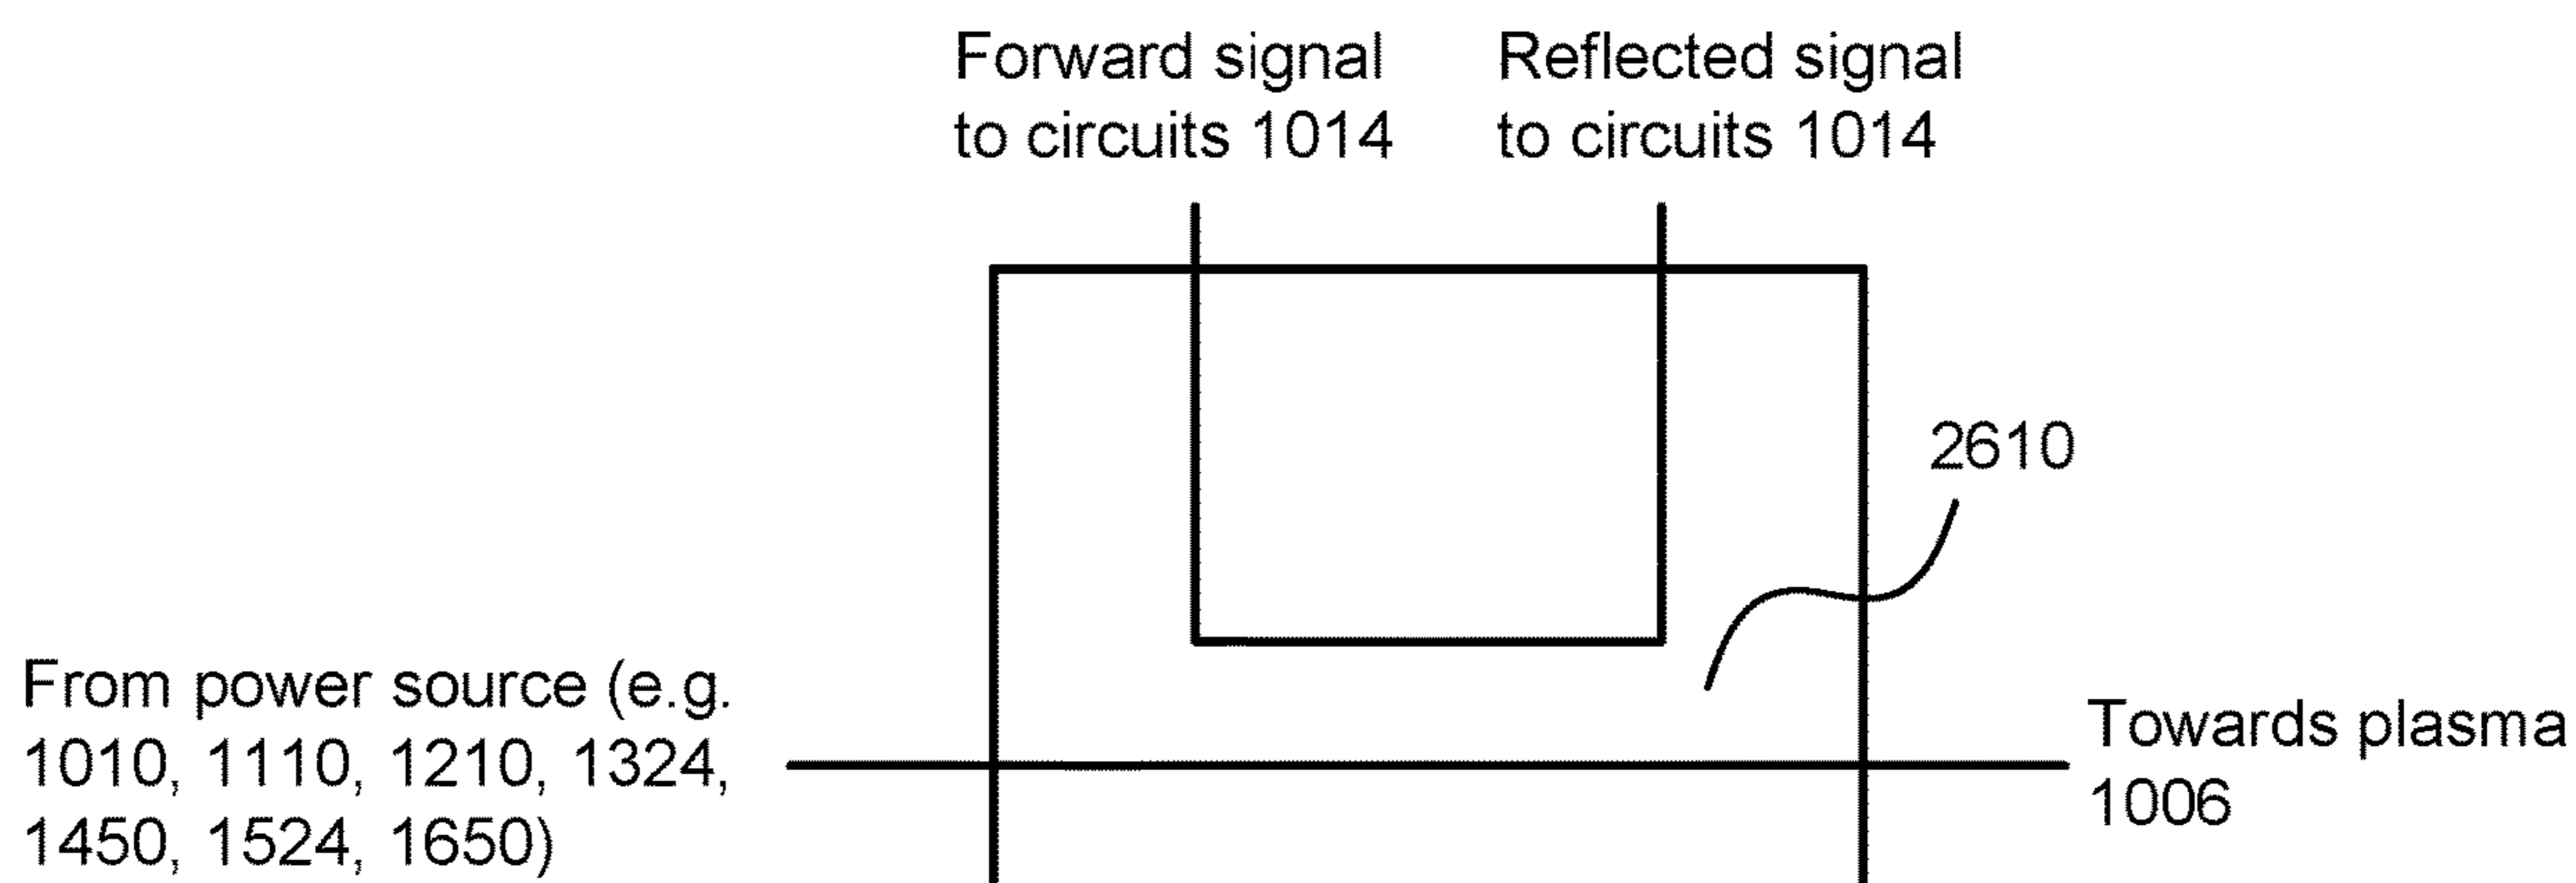 Forward signal
to circuits 1014
Reflected signal
to circuits 1014
2610
From power source (e.g.
1010, 1110, 1210, 1324,
1450, 1524, 1650)
Towards plasma
1006